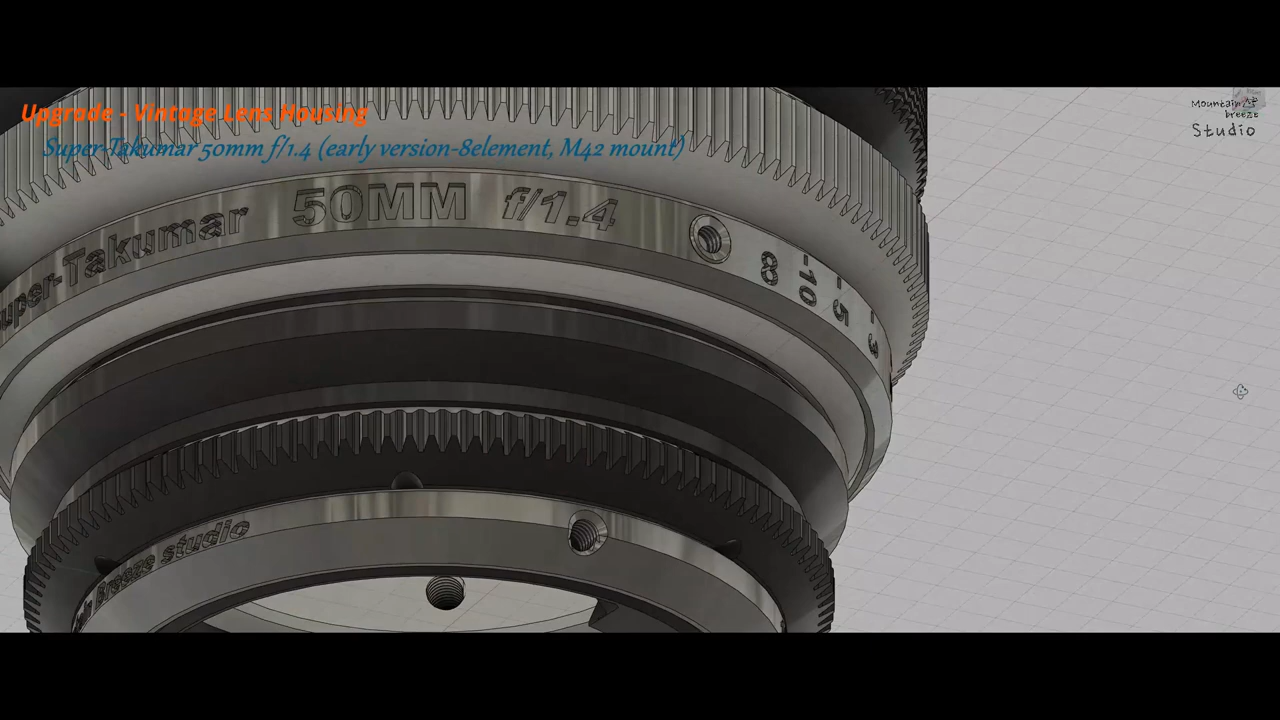 Upgrade - Vintage Lens Housing
Super-Takumar 50mm f/1.4 (early version-8element, M42 mount)
Mountain
breeze
Studio
uper-Takumar 50MM f/1.4
8 -10 -5 -3
Breeze studio